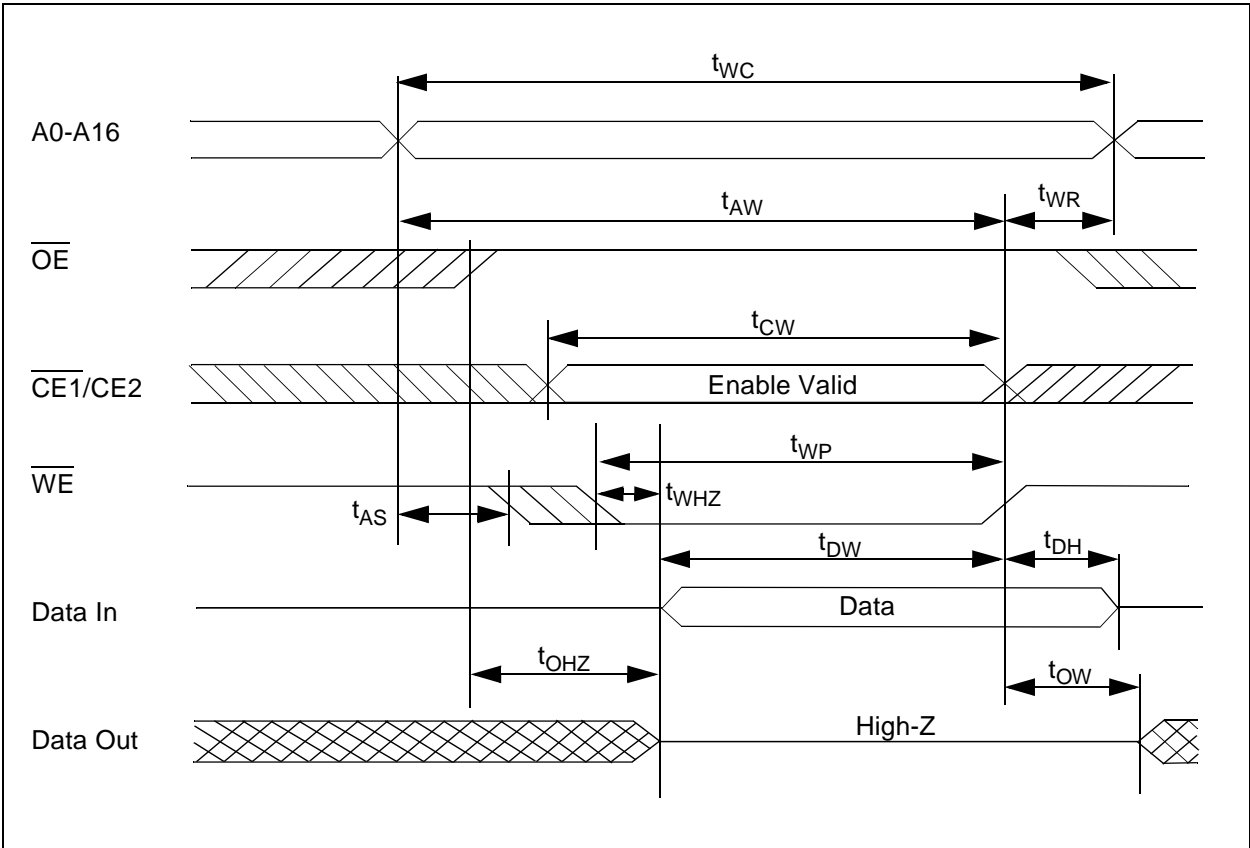 tWC
A0-A16
tAW
tWR
OE
tCW
CE1/CE2
Enable Valid
tWP
WE
tWHZ
tAS
tDW
tDH
Data In
Data
tOHZ
tOW
Data Out
High-Z